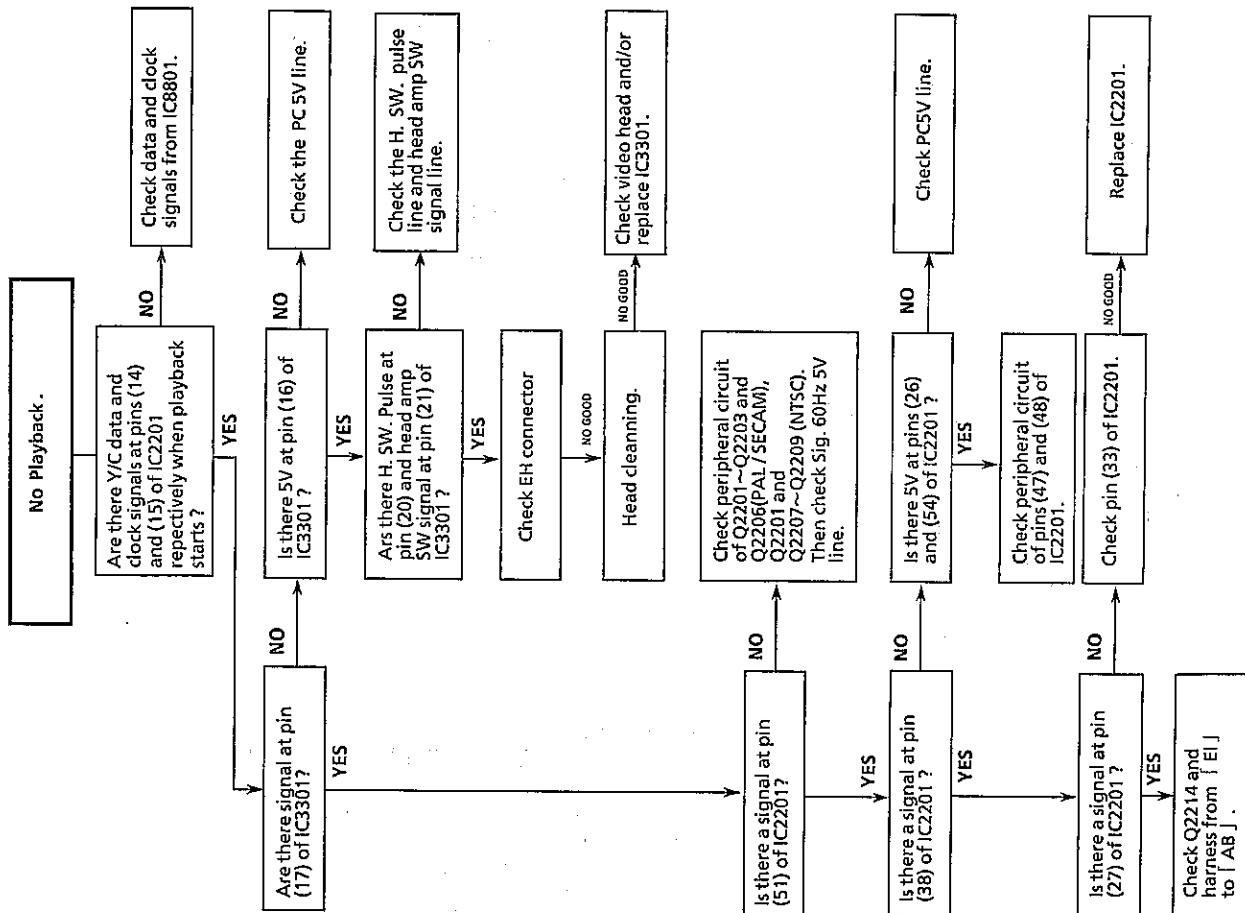 No Playback.
Are there Y/C data and
clock signals at pins (14)
and (15) of IC2201
repectively when playback
starts ?
NO
Check data and clock
signals from IC8801.
YES
Are there signal at pin
(17) of IC3301?
NO
Is there 5V at pin (16) of
IC3301 ?
NO
Check the PC 5V line.
YES
Ars there H. SW. Pulse at
pin (20) and head amp
SW signal at pin (21) of
IC3301 ?
NO
Check the H. SW. pulse
line and head amp SW
signal line.
YES
Check EH connector
NO GOOD
Head cleanning.
NO GOOD
Check video head and/or
replace IC3301.
YES
Is there a signal at pin
(51) of IC2201?
NO
Check peripheral circuit
of Q2201~Q2203 and
Q2206(PAL / SECAM),
Q2201 and
Q2207~Q2209 (NTSC).
Then check Sig. 60Hz 5V
line.
YES
Is there a signal at pin
(38) of IC2201 ?
NO
Is there 5V at pins (26)
and (54) of IC2201 ?
NO
Check PC5V line.
YES
Check peripheral circuit
of pins (47) and (48) of
IC2201.
YES
Is there a signal at pin
(27) of IC2201 ?
NO
Check pin (33) of IC2201.
NO GOOD
Replace IC2201.
YES
Check Q2214 and
harness from ｢ EI ｣
to ｢ AB ｣ .